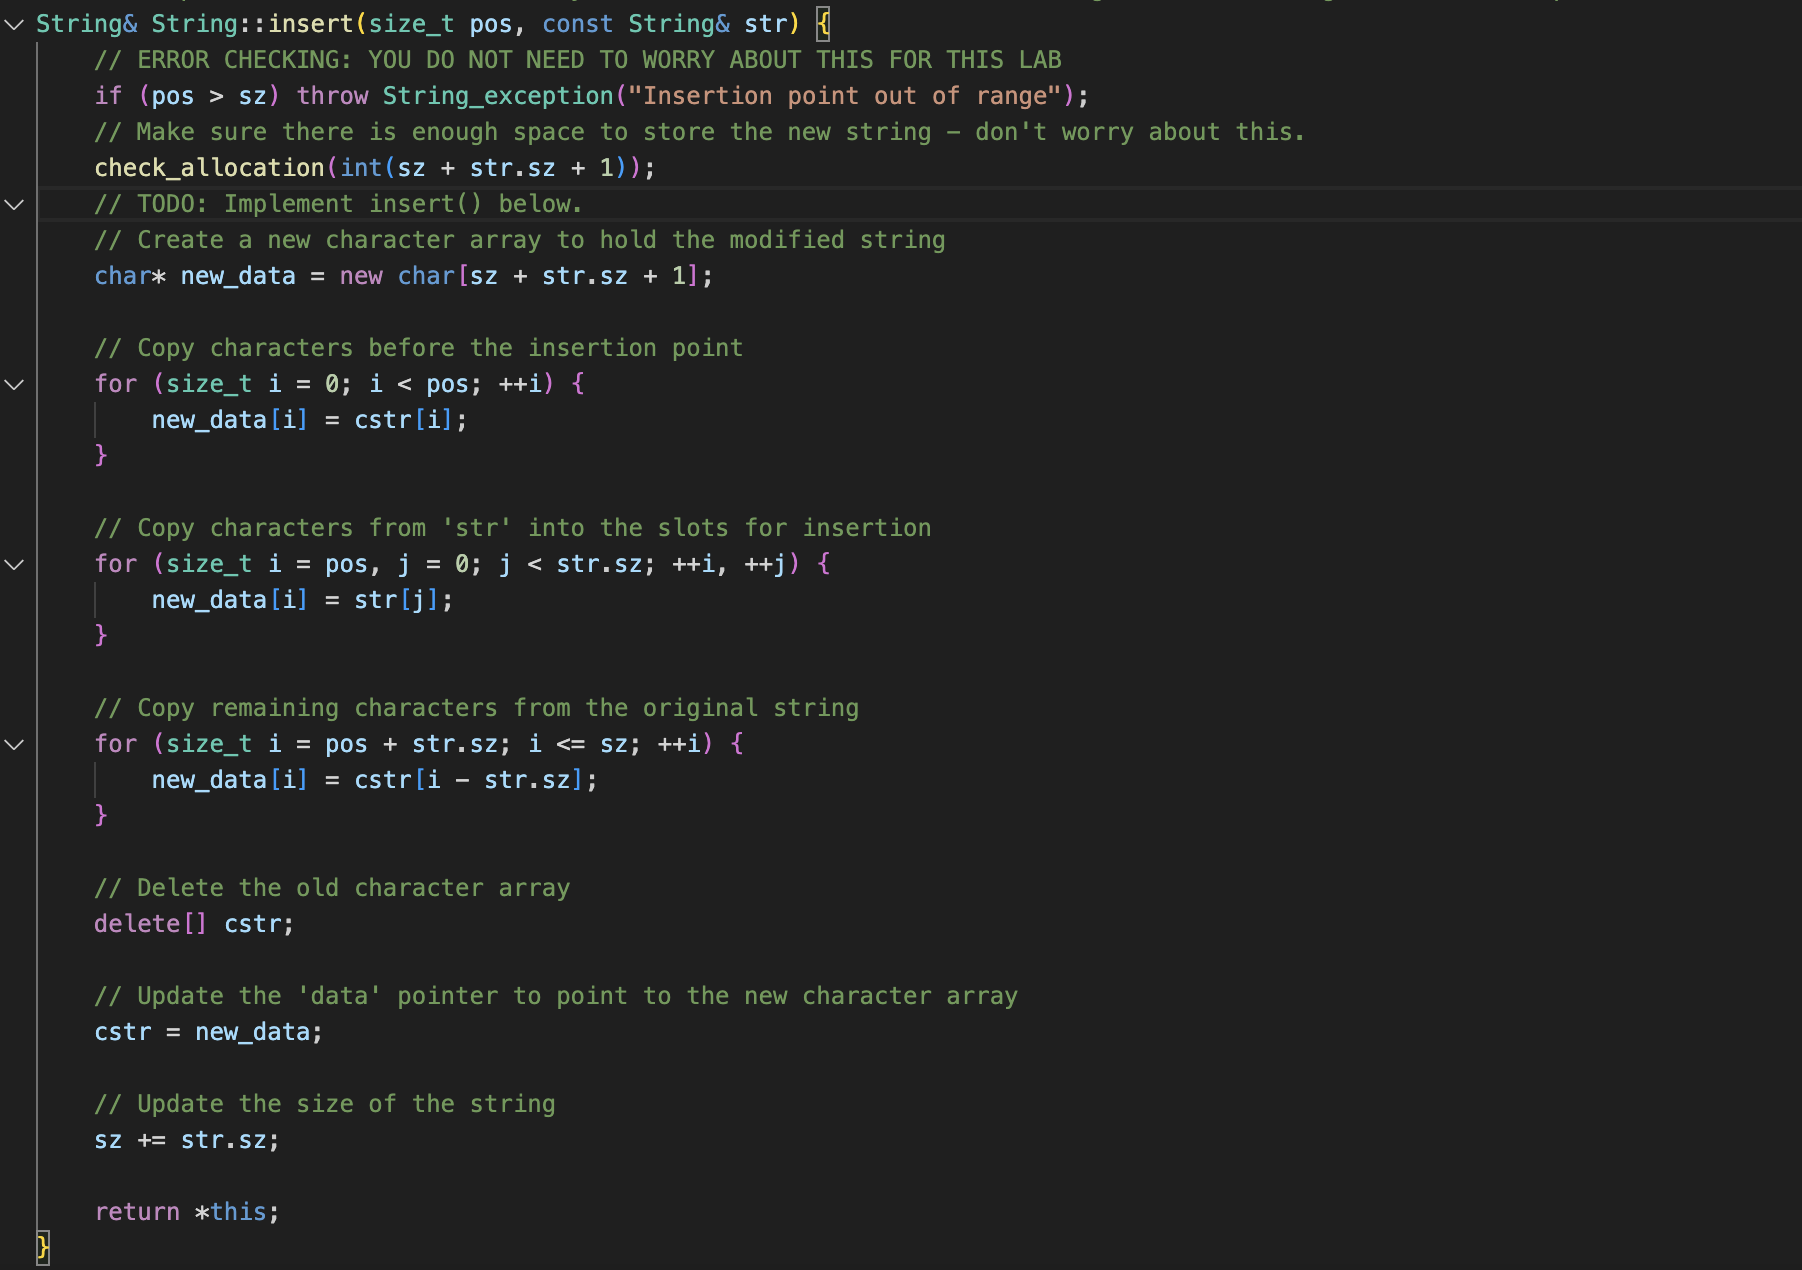 String& String::insert(size_t pos, const String& str) {
// ERROR CHECKING: YOU DO NOT NEED TO WORRY ABOUT THIS FOR THIS LAB
if (pos > sz) throw String_exception("Insertion point out of range");
// Make sure there is enough space to store the new string – don't worry about this.
check_allocation(int(sz + str.sz + 1));
// TODO: Implement insert() below.
// Create a new character array to hold the modified string
char* new_data = new char[sz + str.sz + 1];
// Copy characters before the insertion point
for (size_t i = 0; i < pos; ++i) {
new_data[i] = cstr[i];
}
// Copy characters from 'str' into the slots for insertion
for (size_t i = pos, j = 0; j < str.sz; ++i, ++j) {
new_data[i] = str[j];
}
// Copy remaining characters from the original string
for (size_t i = pos + str.sz; i <= sz; ++i) {
new_data[i] = cstr[i - str.sz];
}
// Delete the old character array
delete[] cstr;
// Update the 'data' pointer to point to the new character array
cstr = new_data;
// Update the size of the string
sz += str.sz;
return *this;
}